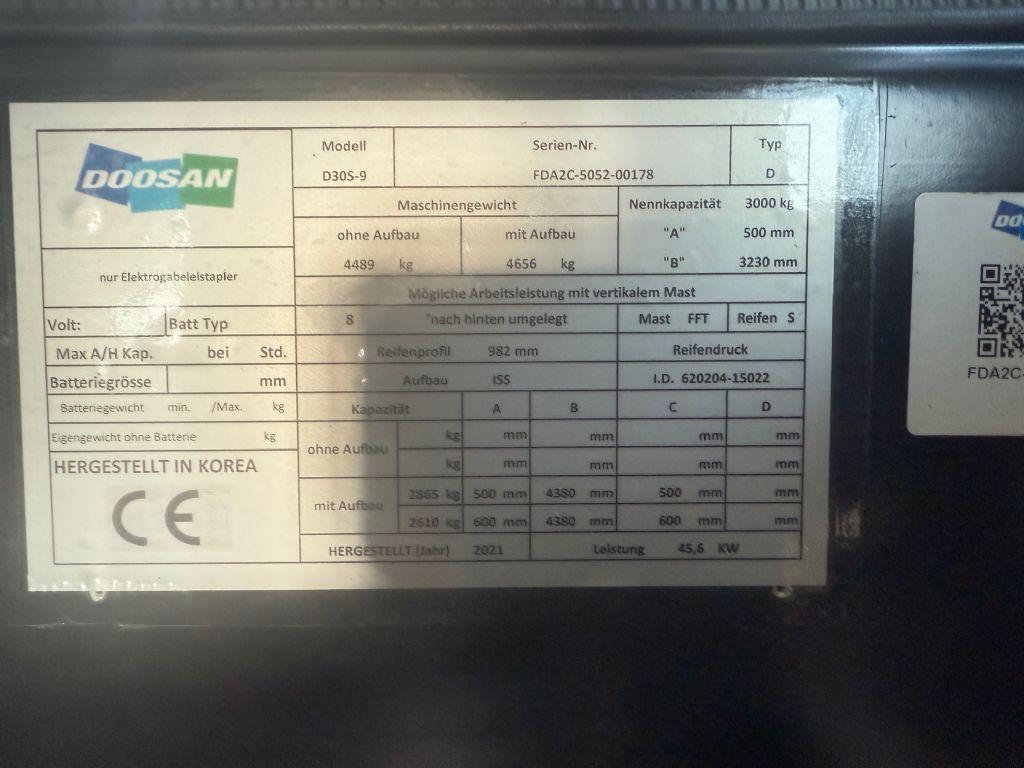 DOOSAN
Modell
D30S-9
Serien-Nr.
FDA2C-5052-00178
Typ
D
Maschinengewicht
ohne Aufbau
4489 kg
mit Aufbau
4656 kg
Nennkapazität 3000 kg
"A" 500 mm
"B" 3230 mm
nur Elektrogabelelstapler
Mögliche Arbeitsleistung mit vertikalem Mast
Volt: Batt Typ
8 °nach hinten umgelegt
Mast FFT Reifen S
Max A/H Kap. bei Std.
Reifenprofil 982 mm
Reifendruck
Batteriegrösse mm
Aufbau ISS
I.D. 620204-15022
Batteriegewicht min. /Max. kg
Kapazität A B C D
Eigengewicht ohne Batterie kg
ohne Aufbau
kg mm mm mm mm
kg mm mm mm mm
HERGESTELLT IN KOREA
CE
mit Aufbau
2865 kg 500 mm 4380 mm 500 mm mm
2610 kg 600 mm 4380 mm 600 mm mm
HERGESTELLT (Jahr) 2021
Leistung 45,6 KW
FDA2C-